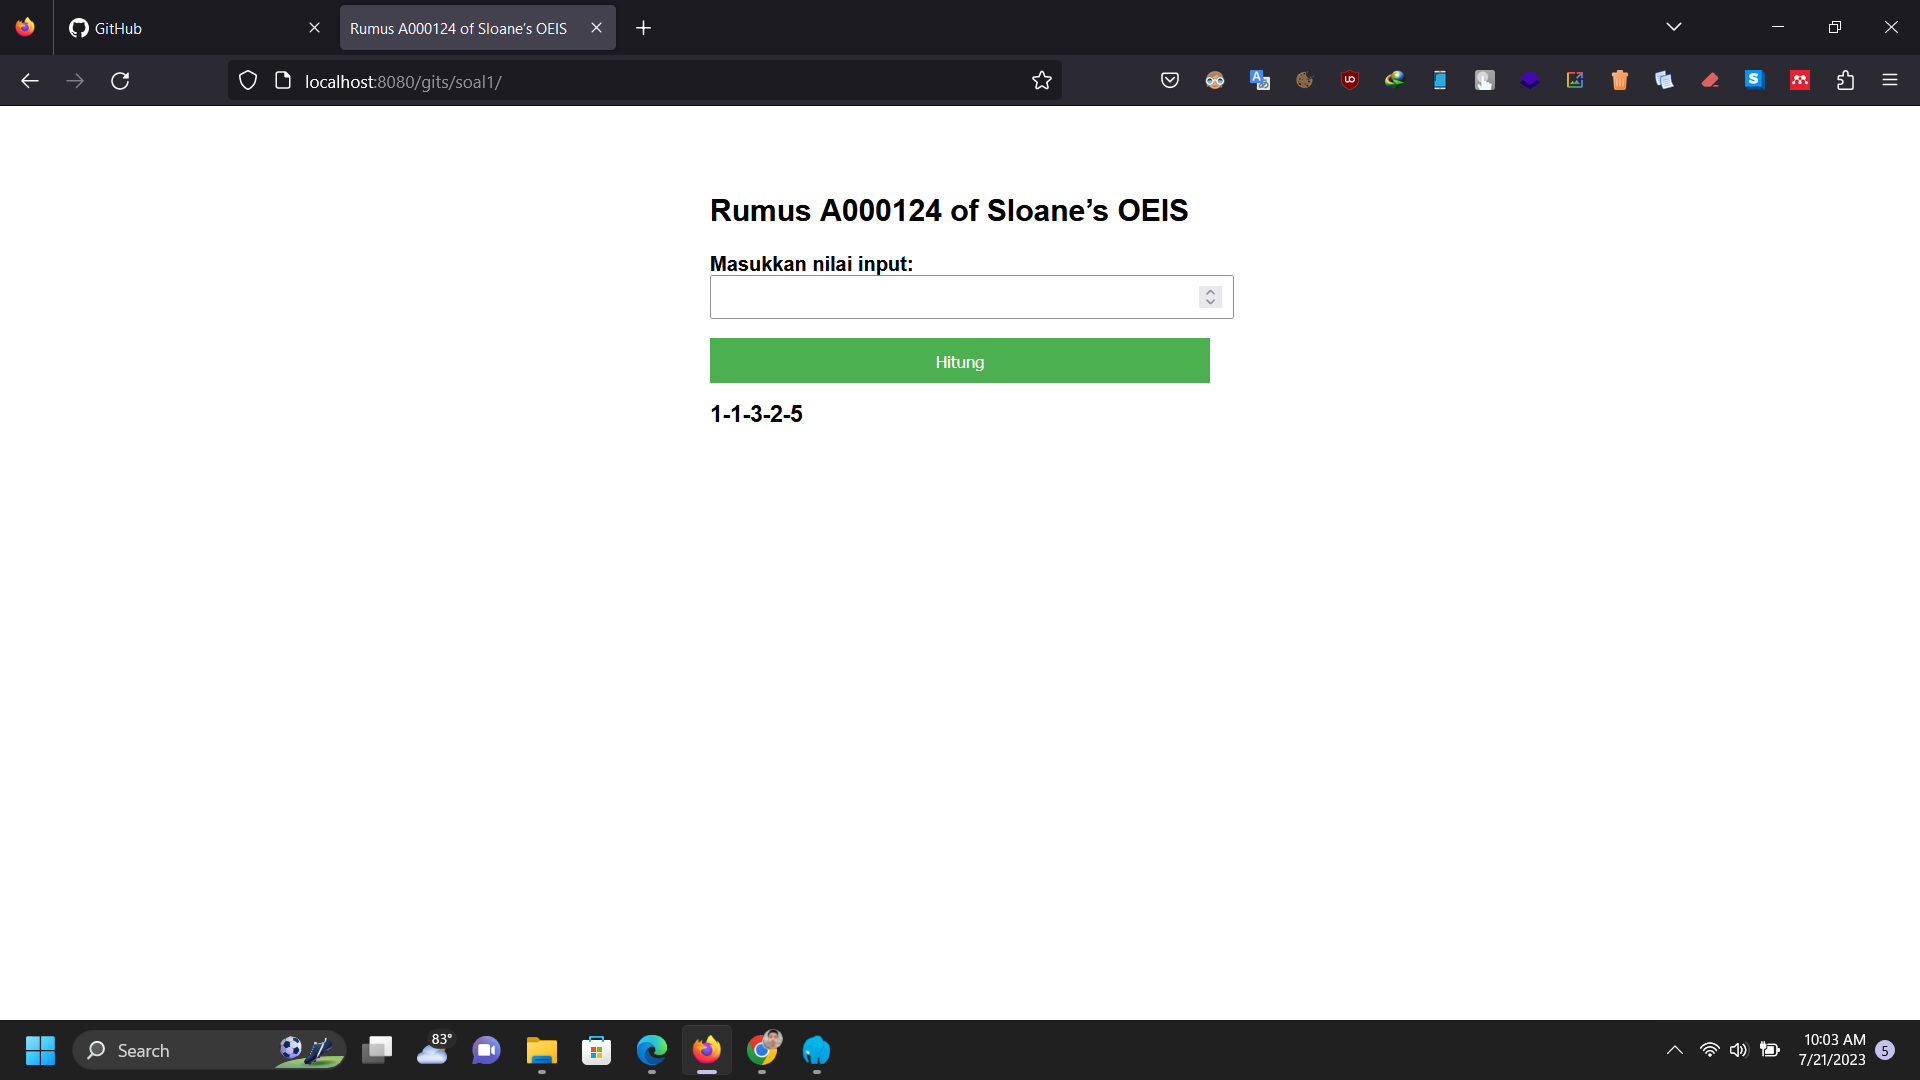 GitHub
Rumus A000124 of Sloane’s OEIS
localhost:8080/gits/soal1/
Rumus A000124 of Sloane’s OEIS
Masukkan nilai input:
Hitung
1-1-3-2-5
Search
83°
10:03 AM
7/21/2023
5